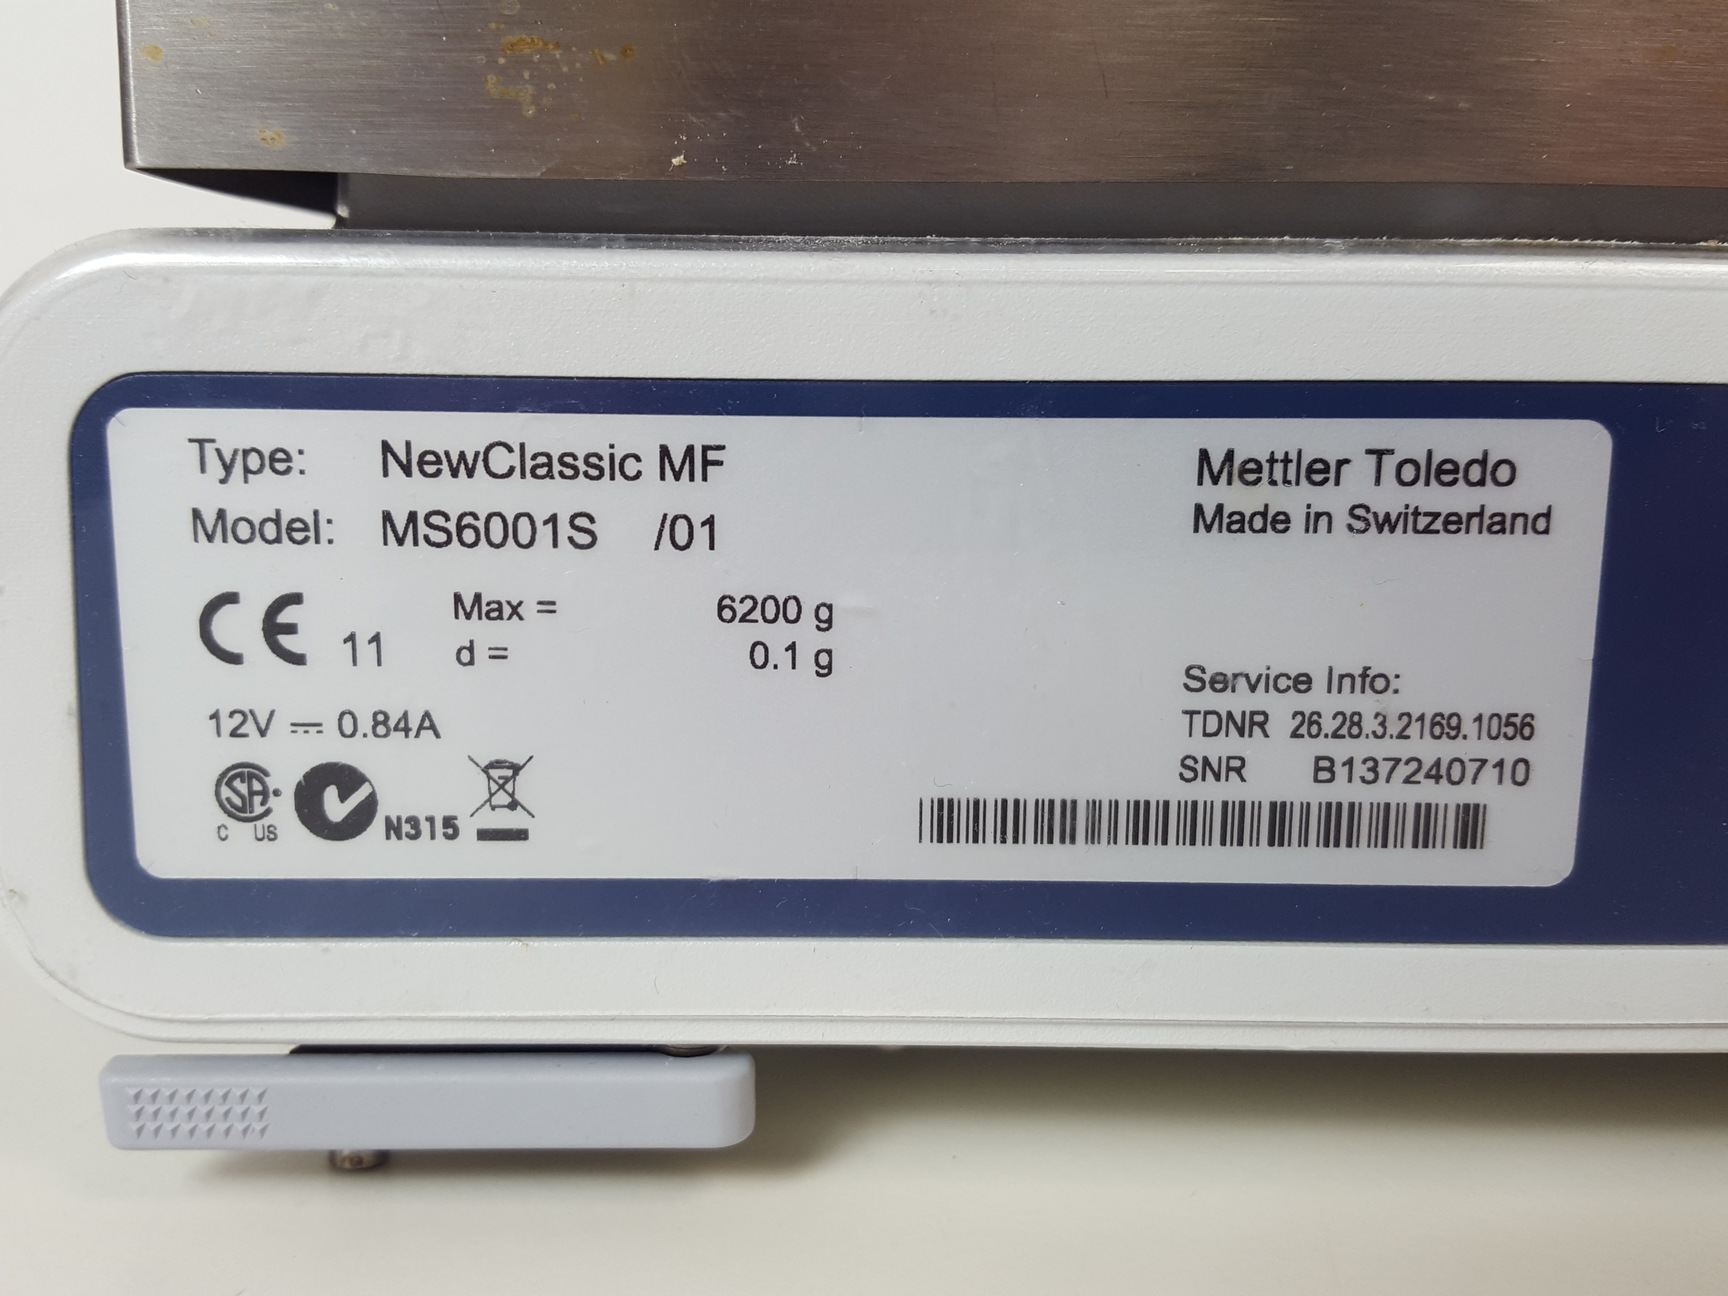 Type: NewClassic MF
Model: MS6001S /01
Mettler Toledo
Made in Switzerland
CE 11
Max = 6200 g
d = 0.1 g
12V ⎓ 0.84A
Service Info:
TDNR 26.28.3.2169.1056
SNR B137240710
SA
C US
N315